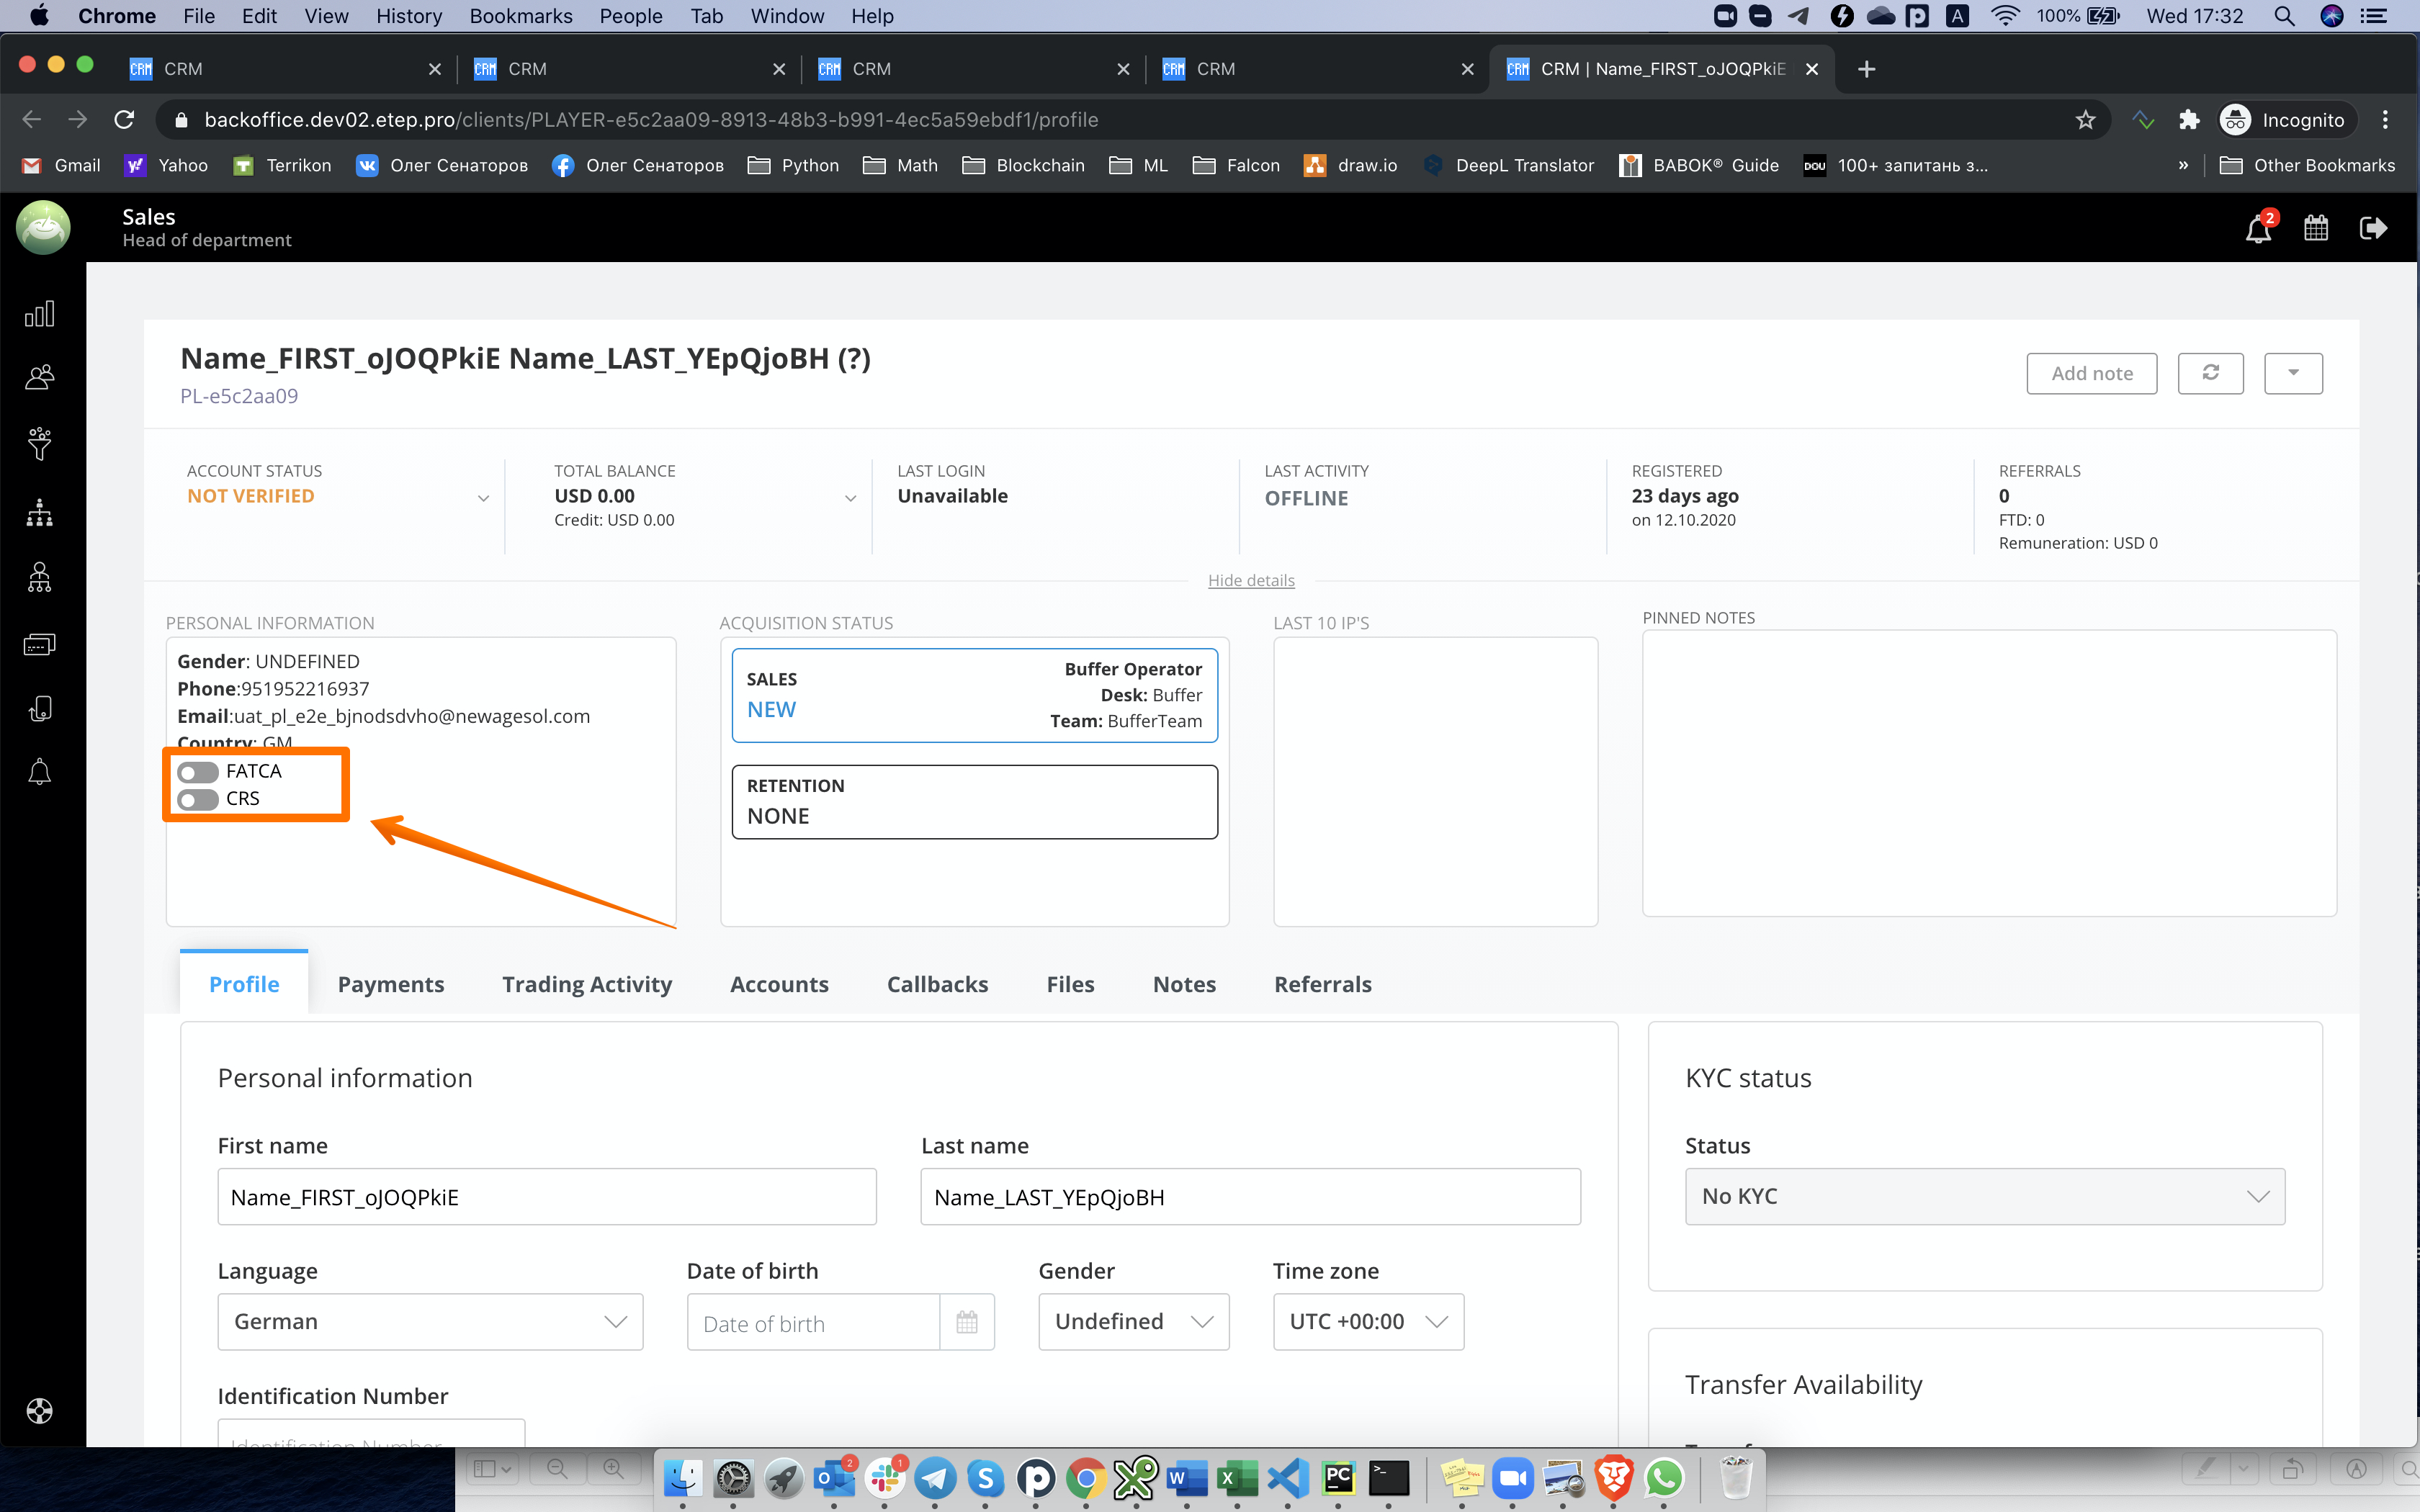 Chrome File Edit View History Bookmarks People Tab Window Help
100% Wed 17:32
CRM CRM CRM CRM CRM | Name_FIRST_oJOQPkiE
backoffice.dev02.etep.pro/clients/PLAYER-e5c2aa09-8913-48b3-b991-4ec5a59ebdf1/profile
Incognito
Gmail Yahoo Terrikon Олег Сенаторов Олег Сенаторов Python Math Blockchain ML Falcon draw.io DeepL Translator BABOK® Guide DOU 100+ запитань з... » Other Bookmarks
Sales
Head of department
2
Name_FIRST_oJOQPkiE Name_LAST_YEpQjoBH (?)
PL-e5c2aa09
Add note
ACCOUNT STATUS
NOT VERIFIED
TOTAL BALANCE
USD 0.00
Credit: USD 0.00
LAST LOGIN
Unavailable
LAST ACTIVITY
OFFLINE
REGISTERED
23 days ago
on 12.10.2020
REFERRALS
0
FTD: 0
Remuneration: USD 0
Hide details
PERSONAL INFORMATION
Gender: UNDEFINED
Phone:951952216937
Email:uat_pl_e2e_bjnodsdvho@newagesol.com
Country: GM
FATCA
CRS
ACQUISITION STATUS
SALES
NEW
Buffer Operator
Desk: Buffer
Team: BufferTeam
RETENTION
NONE
LAST 10 IP'S
PINNED NOTES
Profile Payments Trading Activity Accounts Callbacks Files Notes Referrals
Personal information
First name
Name_FIRST_oJOQPkiE
Last name
Name_LAST_YEpQjoBH
Language
German
Date of birth
Date of birth
Gender
Undefined
Time zone
UTC +00:00
Identification Number
Identification Number
KYC status
Status
No KYC
Transfer Availability
2
1